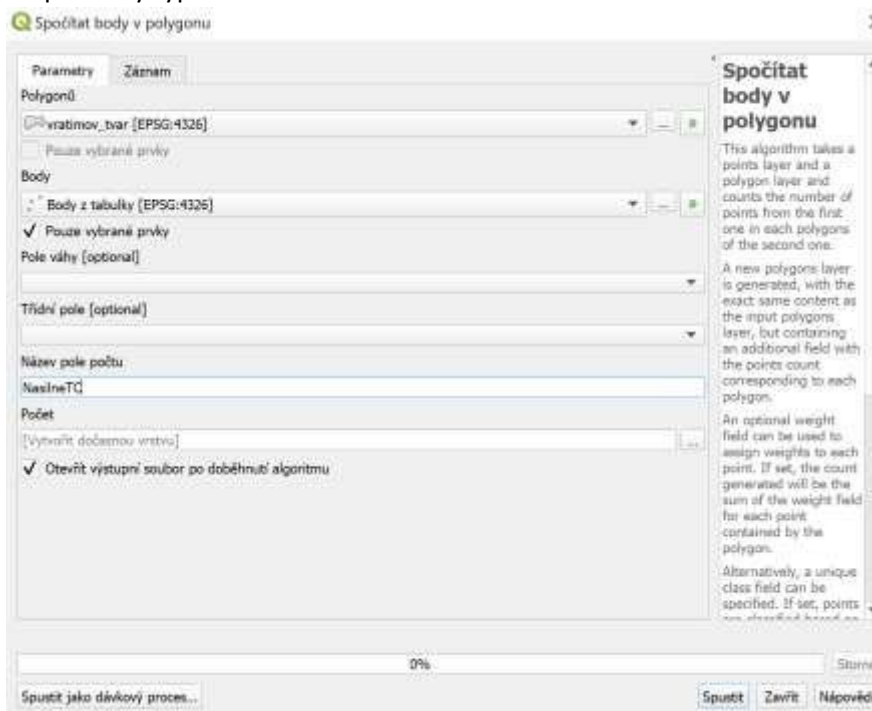 Spočítat body v polygonu
Parametry
Záznam
Polygonů
vratimov_tvar [EPSG:4326]
...
Pouze vybrané prvky
Body
Body z tabulky [EPSG:4326]
...
✓ Pouze vybrané prvky
Pole váhy [optional]
Třídní pole [optional]
Název pole počtu
NasilneTC
Počet
[Vytvořit dočasnou vrstvu]
...
✓ Otevřít výstupní soubor po doběhnutí algoritmu
Spočítat
body v
polygonu
This algorithm takes a
points layer and a
polygon layer and
counts the number of
points from the first
one in each polygons
of the second one.
A new polygons layer
is generated, with the
exact same content as
the input polygons
layer, but containing
an additional field with
the points count
corresponding to each
polygon.
An optional weight
field can be used to
assign weights to each
point. If set, the count
generated will be the
sum of the weight field
for each point
contained by the
polygon.
Alternatively, a unique
class field can be
specified. If set, points
0%
Spustit jako dávkový proces...
Spustit
Zavřít